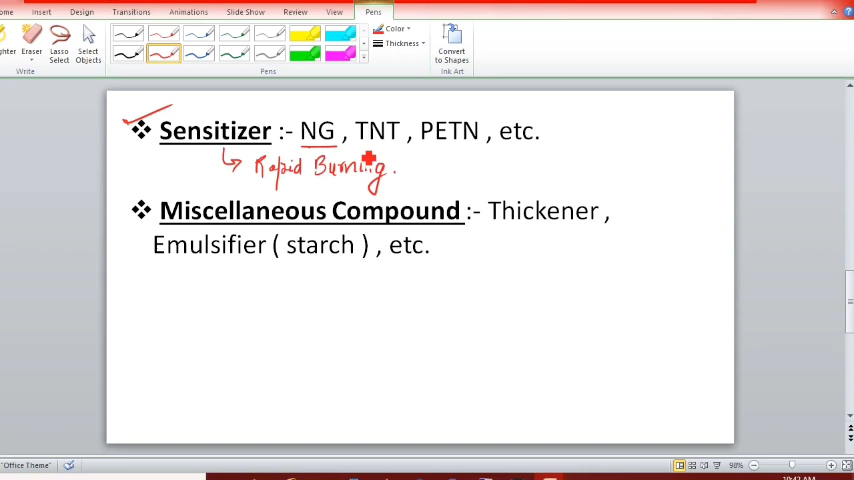 Home Insert Design Transitions Animations Slide Show Review View Pens
Eraser Lasso Select Select Objects
Color
Thickness
Convert to Shapes
Write Pens Ink Art
❖ Sensitizer :- NG , TNT , PETN , etc.
Rapid Burning.
❖ Miscellaneous Compound :- Thickener ,
Emulsifier ( starch ) , etc.
"Office Theme" 98%